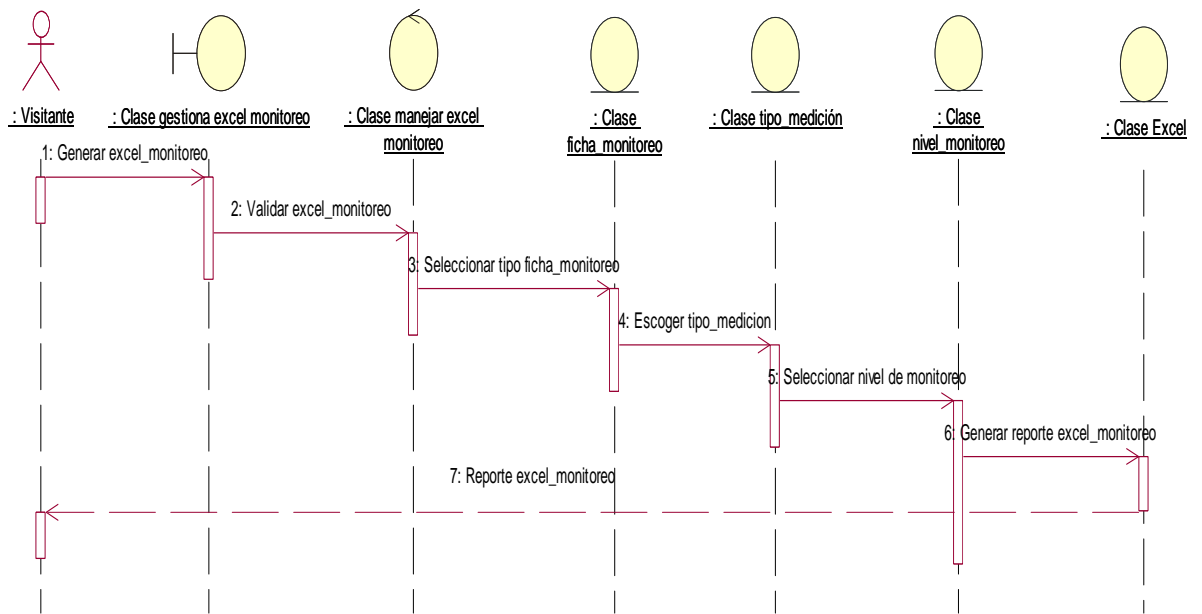 : Visitante
: Clase gestiona excel monitoreo
: Clase manejar excel
monitoreo
: Clase
ficha_monitoreo
: Clase tipo_medición
: Clase
nivel_monitoreo
: Clase Excel
1: Generar excel_monitoreo
2: Validar excel_monitoreo
3: Seleccionar tipo ficha_monitoreo
4: Escoger tipo_medicion
5: Seleccionar nivel de monitoreo
6: Generar reporte excel_monitoreo
7: Reporte excel_monitoreo